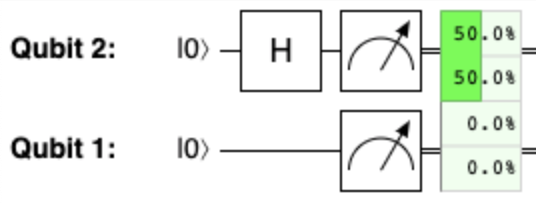 Qubit 2: |0⟩ H 50.0%
50.0%
0.0%
Qubit 1: |0⟩ 0.0%